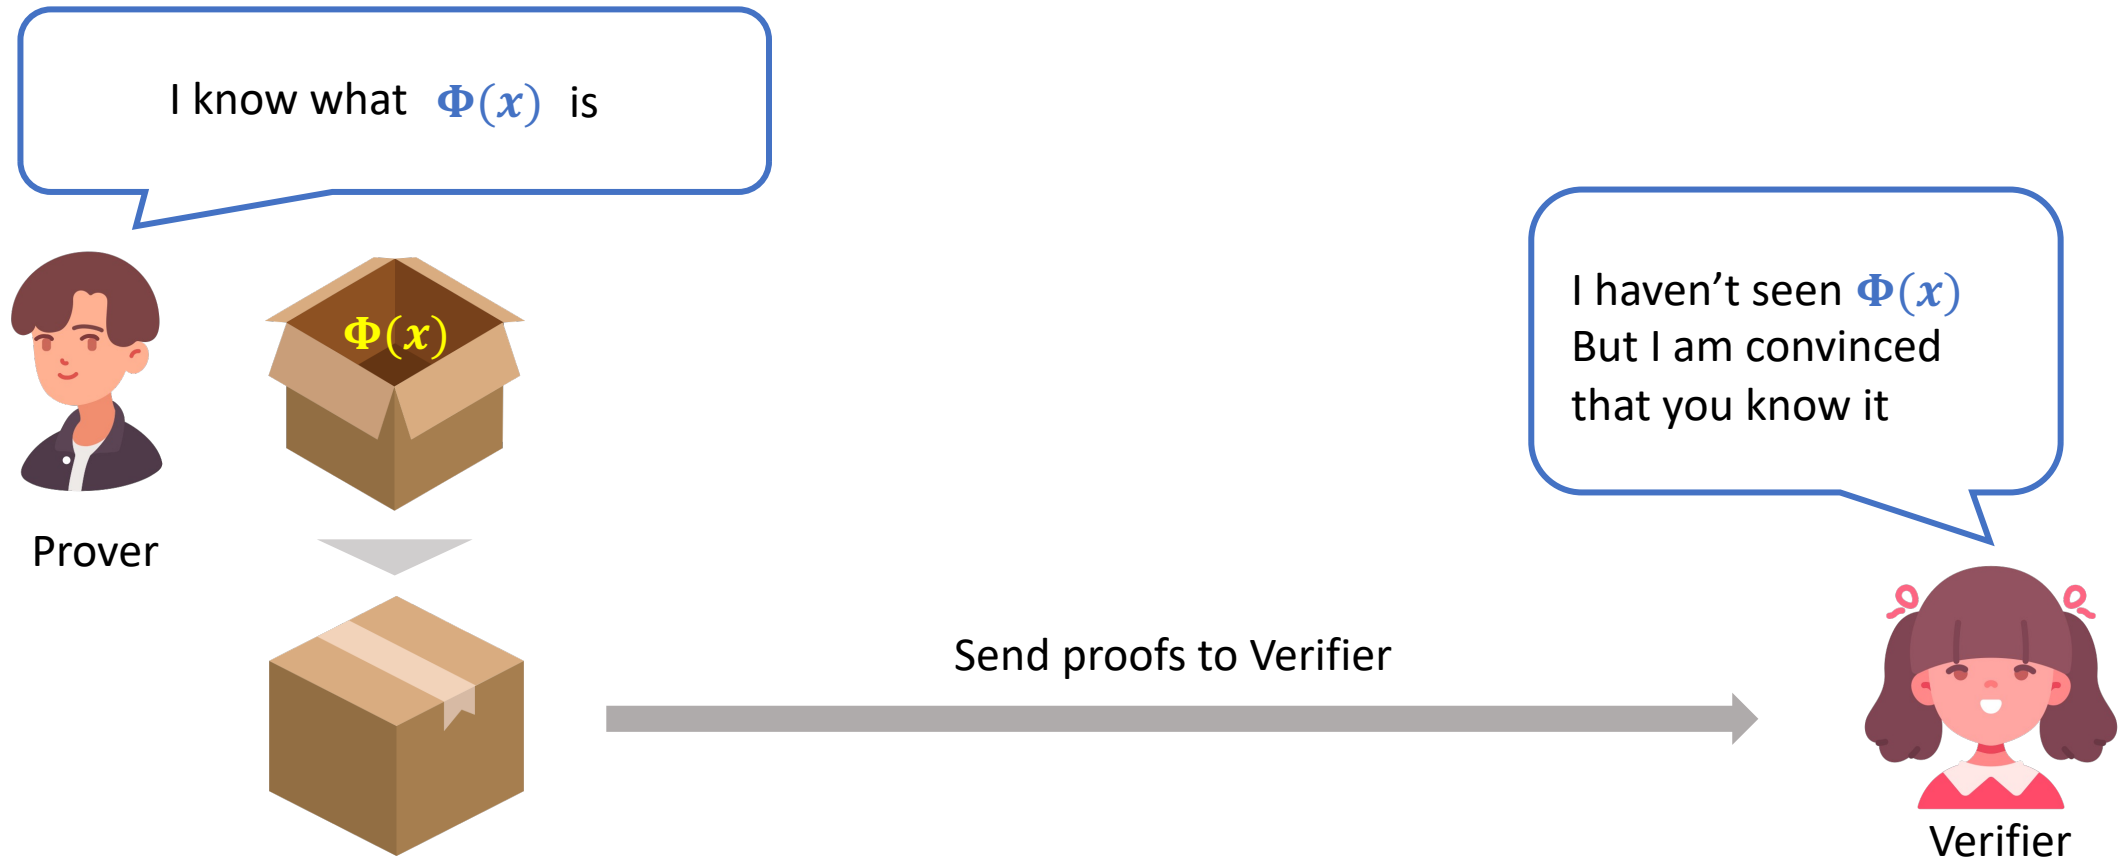 I know what Φ(x) is
Φ(x)
Prover
I haven’t seen Φ(x)
But I am convinced
that you know it
Send proofs to Verifier
Verifier